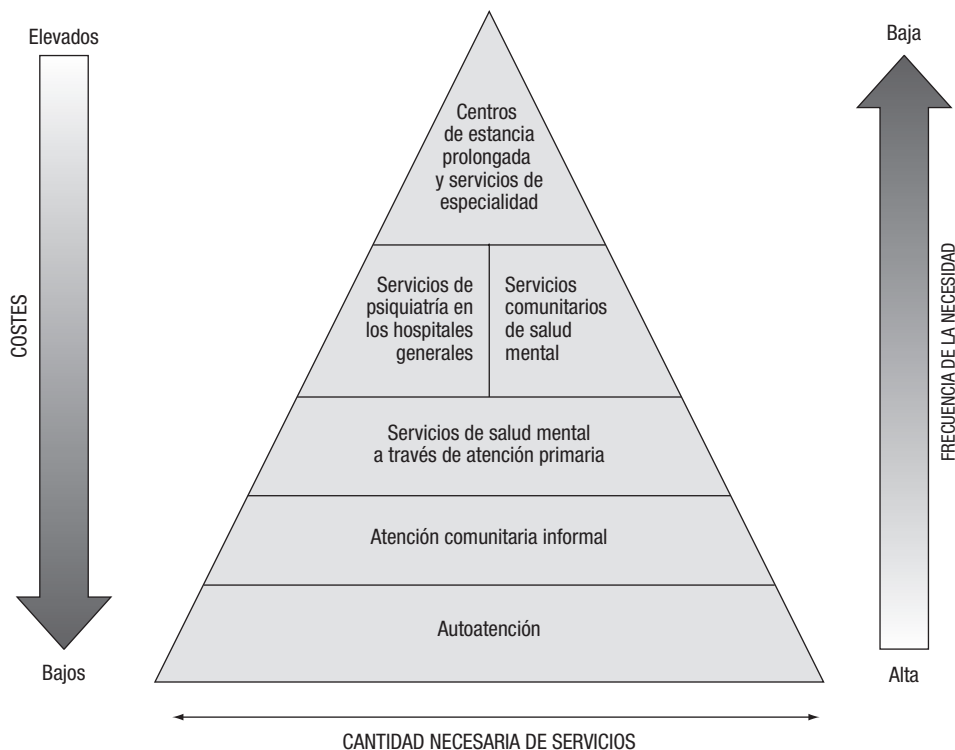 Elevados
Baja
Centros
de estancia
prolongada
y servicios de
especialidad
Servicios de
psiquiatría en
los hospitales
generales
Servicios
comunitarios
de salud
mental
COSTES
FRECUENCIA DE LA NECESIDAD
Servicios de salud mental
a través de atención primaria
Atención comunitaria informal
Autoatención
Bajos
Alta
CANTIDAD NECESARIA DE SERVICIOS